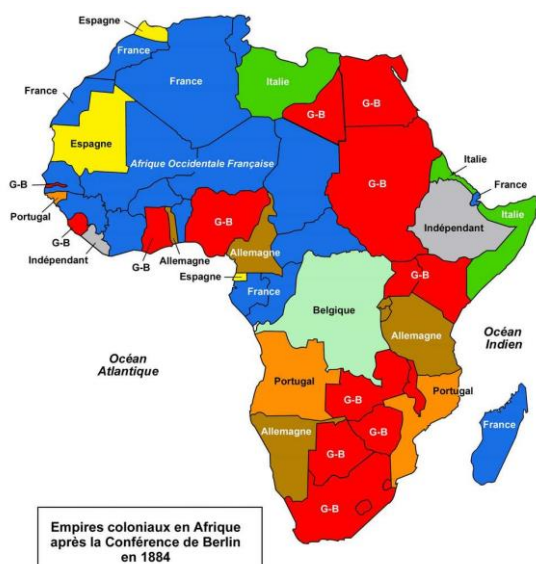 Espagne
France
France
France
Italie
G-B
G-B
Espagne
Afrique Occidentale Française
G-B
Portugal
G-B
Indépendant
G-B
Allemagne
G-B
Allemagne
Espagne
France
G-B
Italie
France
Italie
Indépendant
G-B
Belgique
Allemagne
Océan
Indien
Océan
Atlantique
Portugal
Portugal
G-B
Allemagne
G-B
G-B
France
G-B
Empires coloniaux en Afrique
après la Conférence de Berlin
en 1884